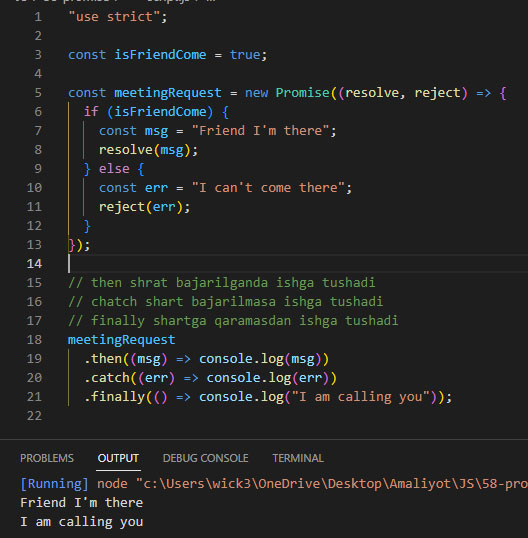 1 "use strict";
2
3 const isFriendCome = true;
4
5 const meetingRequest = new Promise((resolve, reject) => {
6 if (isFriendCome) {
7 const msg = "Friend I'm there";
8 resolve(msg);
9 } else {
10 const err = "I can't come there";
11 reject(err);
12 }
13 });
14
15 // then shrat bajarilganda ishga tushadi
16 // chatch shart bajarilmasa ishga tushadi
17 // finally shartga qaramasdan ishga tushadi
18 meetingRequest
19 .then((msg) => console.log(msg))
20 .catch((err) => console.log(err))
21 .finally(() => console.log("I am calling you"));
22
PROBLEMS OUTPUT DEBUG CONSOLE TERMINAL
[Running] node "c:\Users\wick3\OneDrive\Desktop\Amaliyot\JS\58-pro
Friend I'm there
I am calling you